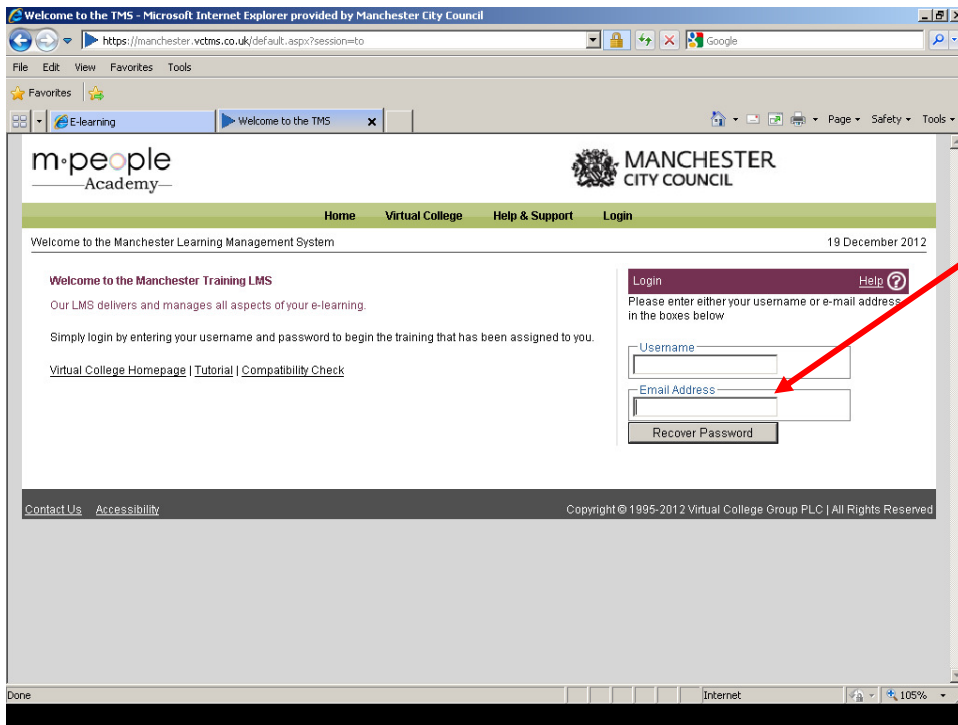 Welcome to the TMS - Microsoft Internet Explorer provided by Manchester City Council
https://manchester.vctms.co.uk/default.aspx?session=to
Google
File Edit View Favorites Tools
Favorites
E-learning Welcome to the TMS Page Safety Tools
m·people
Academy
MANCHESTER
CITY COUNCIL
Home Virtual College Help & Support Login
Welcome to the Manchester Learning Management System 19 December 2012
Welcome to the Manchester Training LMS
Our LMS delivers and manages all aspects of your e-learning.
Simply login by entering your username and password to begin the training that has been assigned to you.
Virtual College Homepage | Tutorial | Compatibility Check
Login Help ?
Please enter either your username or e-mail address
in the boxes below
Username
Email Address
Recover Password
Contact Us Accessibility Copyright © 1995-2012 Virtual College Group PLC | All Rights Reserved
Done Internet 105%